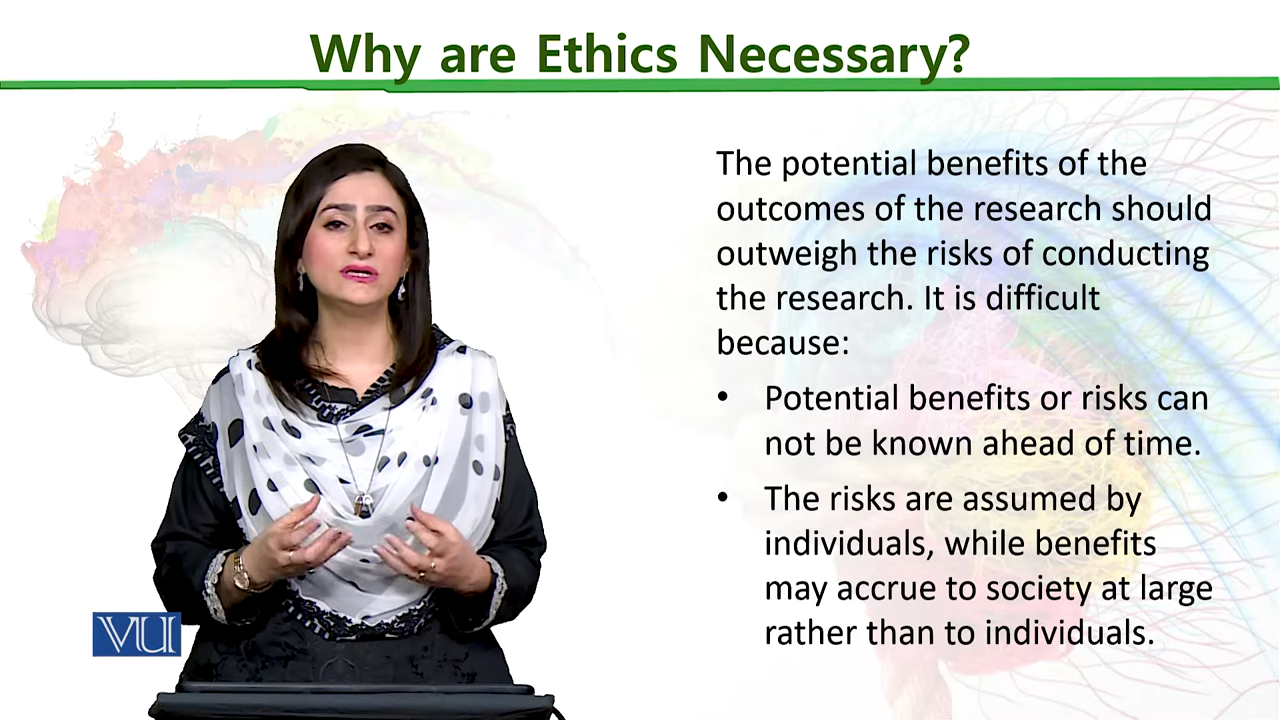 Why are Ethics Necessary?
The potential benefits of the
outcomes of the research should
outweigh the risks of conducting
the research. It is difficult
because:
• Potential benefits or risks can
not be known ahead of time.
• The risks are assumed by
individuals, while benefits
may accrue to society at large
rather than to individuals.
VU